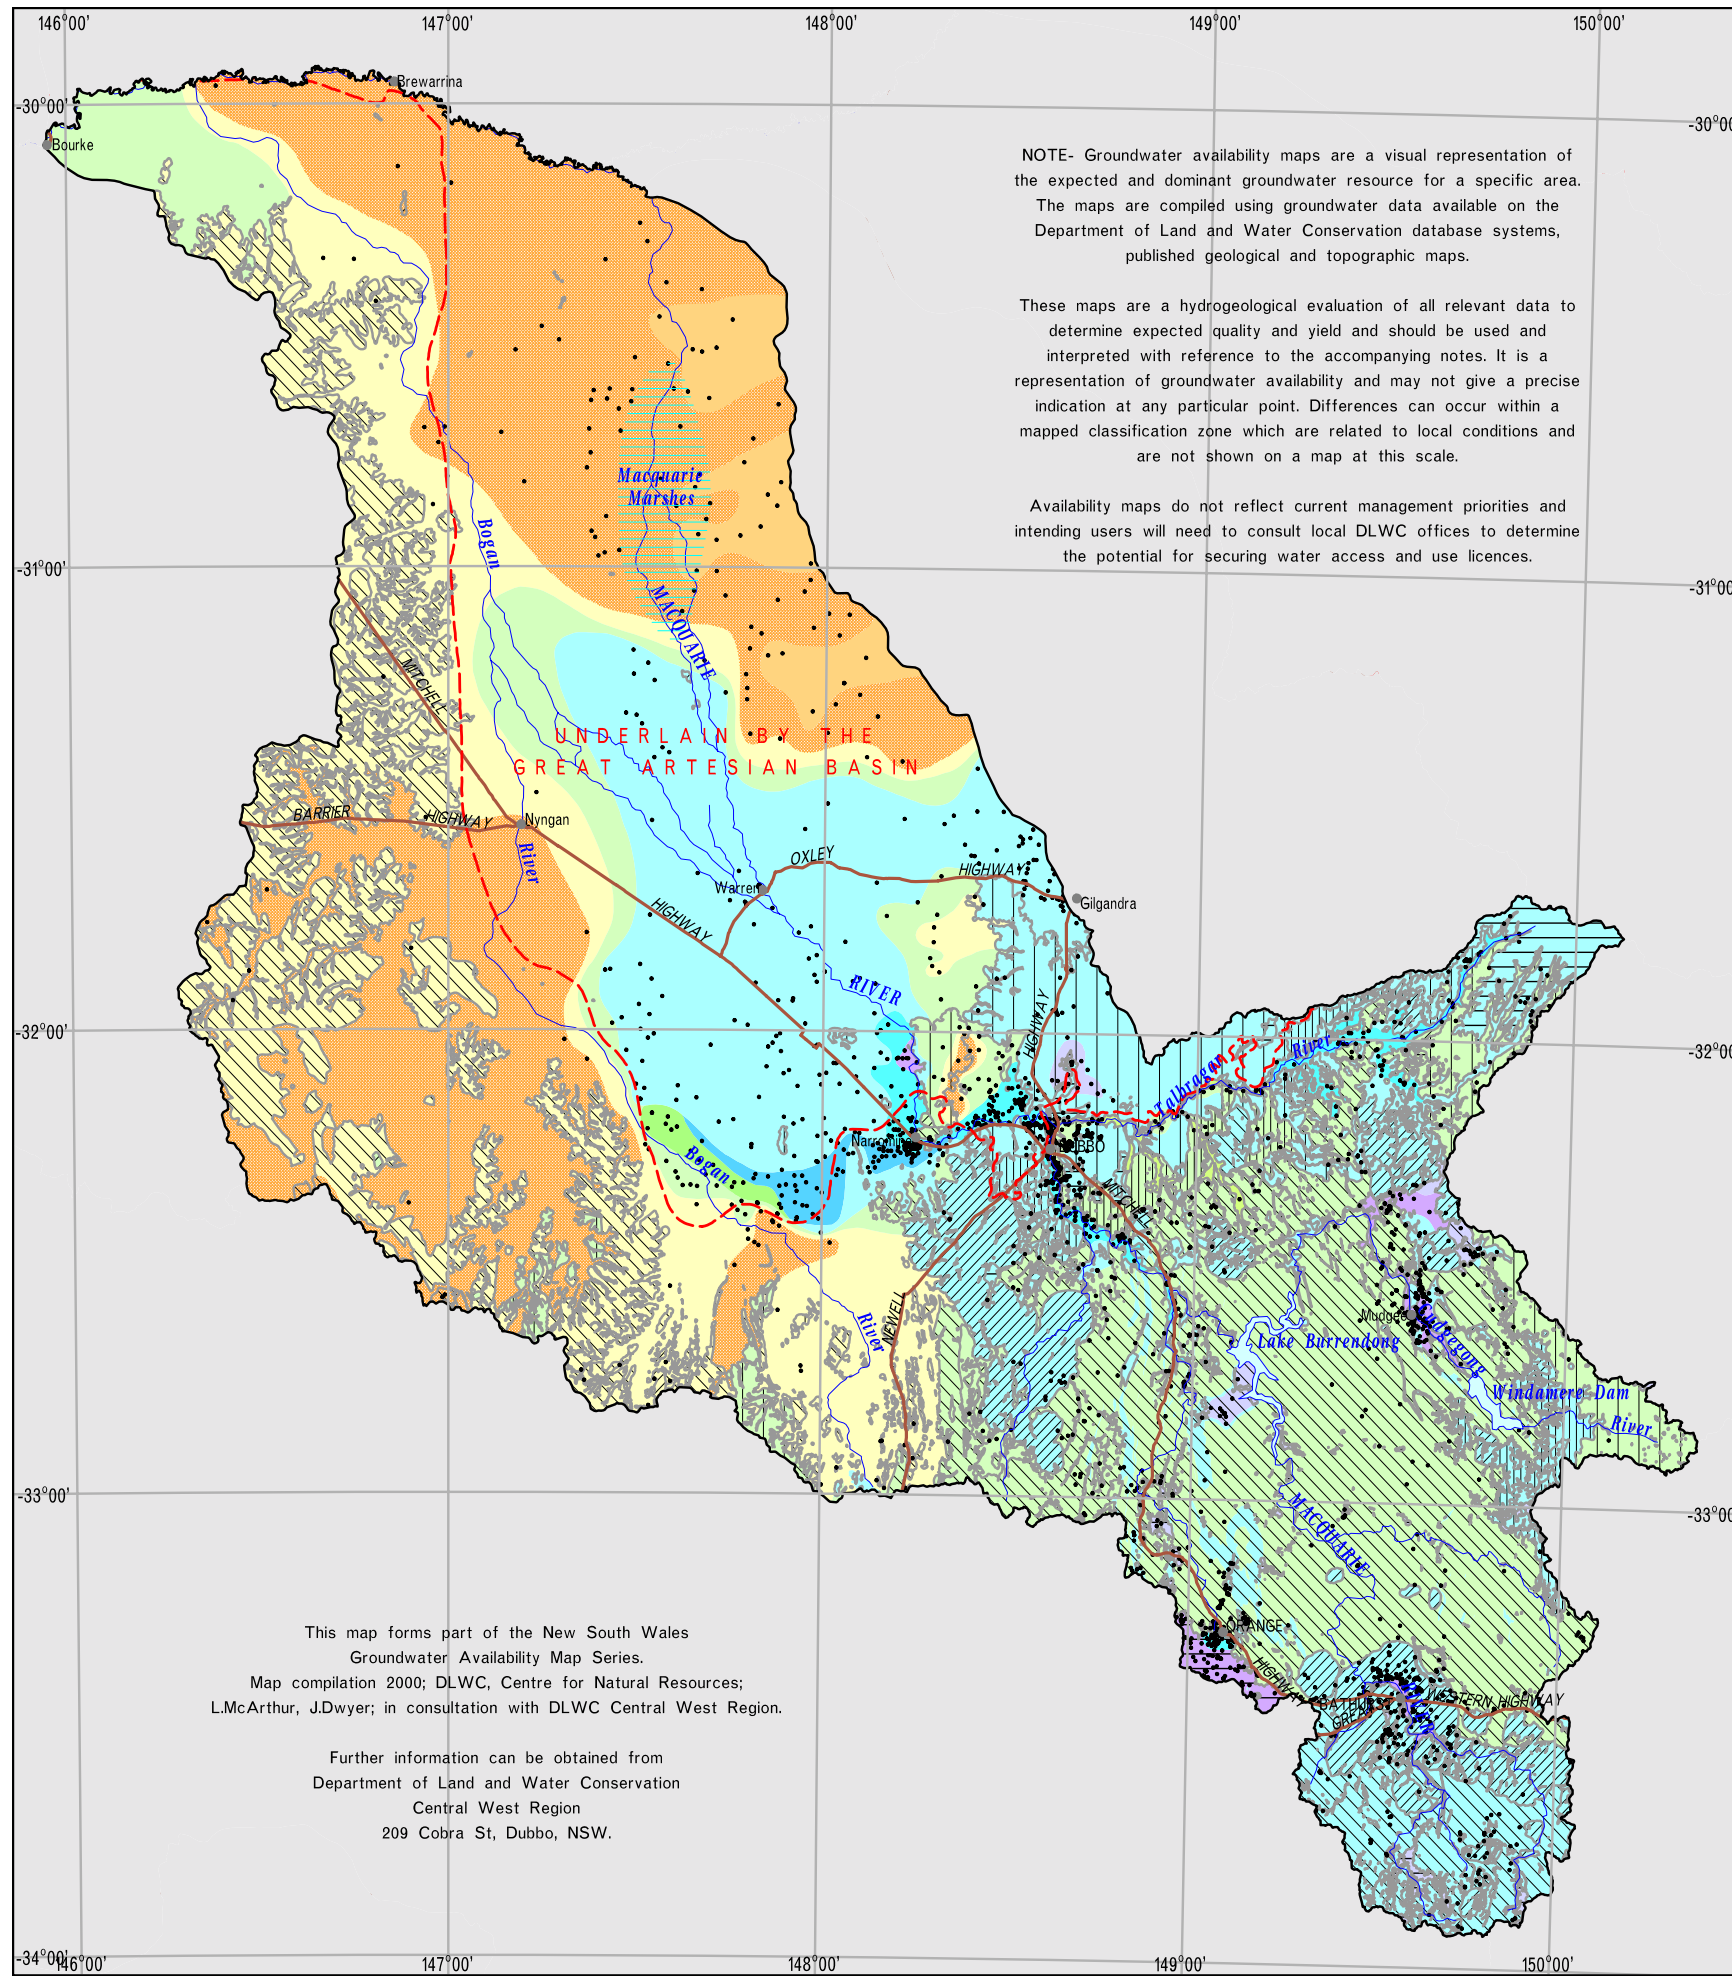 146°00' 147°00' 148°00' 149°00' 150°00'
Brewarrina
-30°00' -30°00'
Bourke
NOTE- Groundwater availability maps are a visual representation of
the expected and dominant groundwater resource for a specific area.
The maps are compiled using groundwater data available on the
Department of Land and Water Conservation database systems,
published geological and topographic maps.
These maps are a hydrogeological evaluation of all relevant data to
determine expected quality and yield and should be used and
interpreted with reference to the accompanying notes. It is a
representation of groundwater availability and may not give a precise
indication at any particular point. Differences can occur within a
mapped classification zone which are related to local conditions and
are not shown on a map at this scale.
Availability maps do not reflect current management priorities and
intending users will need to consult local DLWC offices to determine
the potential for securing water access and use licences.
Macquarie
Marshes
Bogan
-31°00' -31°00'
MACQUARIE
MITCHELL
UNDERLAIN BY THE
GREAT ARTESIAN BASIN
BARRIER HIGHWAY
Nyngan
River
OXLEY HIGHWAY
Warren
Gilgandra
HIGHWAY
RIVER
HIGHWAY
-32°00' -32°00'
Talbragar River
Narromine
DUBBO
Bogan
MITCHELL
River
NEWELL
Mudgee
Cudgegong
Lake Burrendong
Windamere Dam
River
-33°00' -33°00'
MACQUARIE
This map forms part of the New South Wales
Groundwater Availability Map Series.
Map compilation 2000; DLWC, Centre for Natural Resources;
L.McArthur, J.Dwyer; in consultation with DLWC Central West Region.
ORANGE
HIGHWAY
BATHURST
GREAT WESTERN HIGHWAY
RIVER
Further information can be obtained from
Department of Land and Water Conservation
Central West Region
209 Cobra St, Dubbo, NSW.
-34°00'
146°00' 147°00' 148°00' 149°00' 150°00'